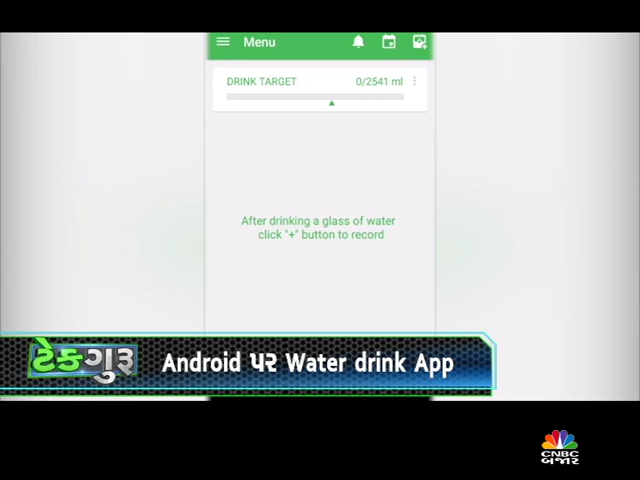 Menu
DRINK TARGET 0/2541 ml
After drinking a glass of water
click "+" button to record
ટેકગુરૂ
Android પર Water drink App
CNBC
બજાર